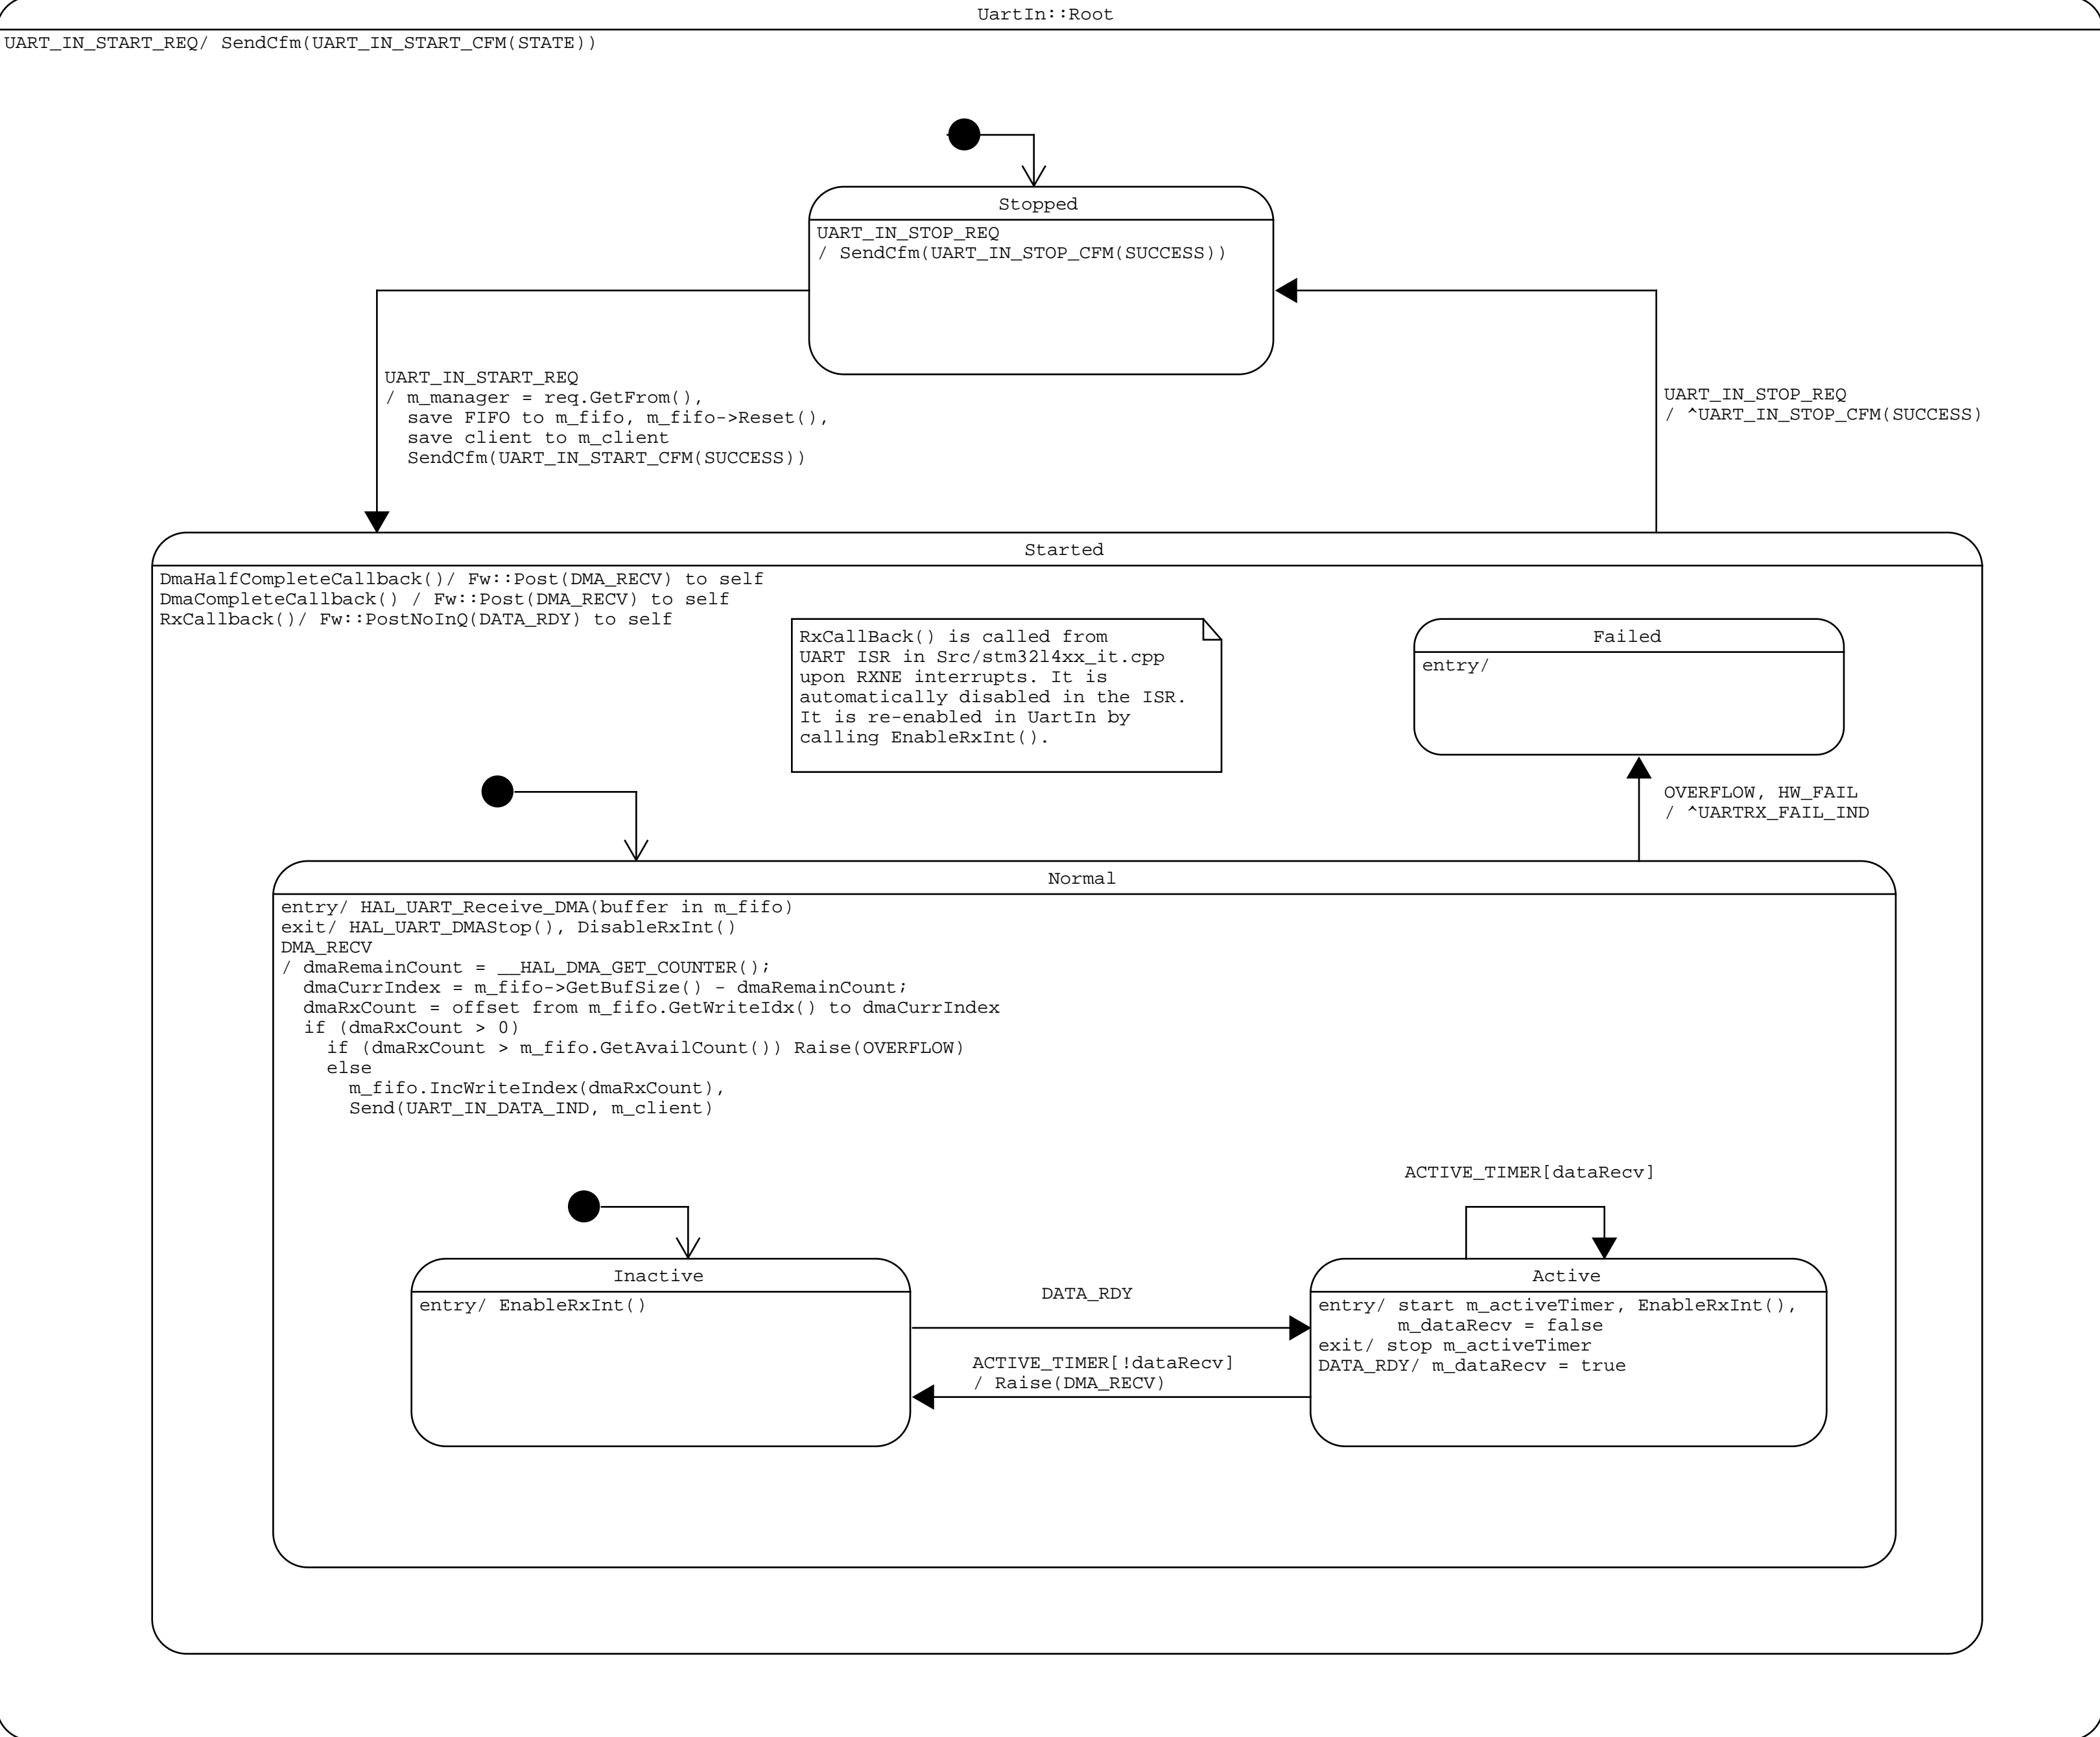 UartIn::Root
UART_IN_START_REQ/ SendCfm(UART_IN_START_CFM(STATE))
Stopped
UART_IN_STOP_REQ
/ SendCfm(UART_IN_STOP_CFM(SUCCESS))
UART_IN_START_REQ
/ m_manager = req.GetFrom(),
save FIFO to m_fifo, m_fifo->Reset(),
save client to m_client
SendCfm(UART_IN_START_CFM(SUCCESS))
UART_IN_STOP_REQ
/ ^UART_IN_STOP_CFM(SUCCESS)
Started
DmaHalfCompleteCallback()/ Fw::Post(DMA_RECV) to self
DmaCompleteCallback() / Fw::Post(DMA_RECV) to self
RxCallback()/ Fw::PostNoInQ(DATA_RDY) to self
RxCallBack() is called from
UART ISR in Src/stm32l4xx_it.cpp
upon RXNE interrupts. It is
automatically disabled in the ISR.
It is re-enabled in UartIn by
calling EnableRxInt().
Failed
entry/
OVERFLOW, HW_FAIL
/ ^UARTRX_FAIL_IND
Normal
entry/ HAL_UART_Receive_DMA(buffer in m_fifo)
exit/ HAL_UART_DMAStop(), DisableRxInt()
DMA_RECV
/ dmaRemainCount = __HAL_DMA_GET_COUNTER();
dmaCurrIndex = m_fifo->GetBufSize() - dmaRemainCount;
dmaRxCount = offset from m_fifo.GetWriteIdx() to dmaCurrIndex
if (dmaRxCount > 0)
if (dmaRxCount > m_fifo.GetAvailCount()) Raise(OVERFLOW)
else
m_fifo.IncWriteIndex(dmaRxCount),
Send(UART_IN_DATA_IND, m_client)
ACTIVE_TIMER[dataRecv]
Inactive
entry/ EnableRxInt()
DATA_RDY
ACTIVE_TIMER[!dataRecv]
/ Raise(DMA_RECV)
Active
entry/ start m_activeTimer, EnableRxInt(),
m_dataRecv = false
exit/ stop m_activeTimer
DATA_RDY/ m_dataRecv = true